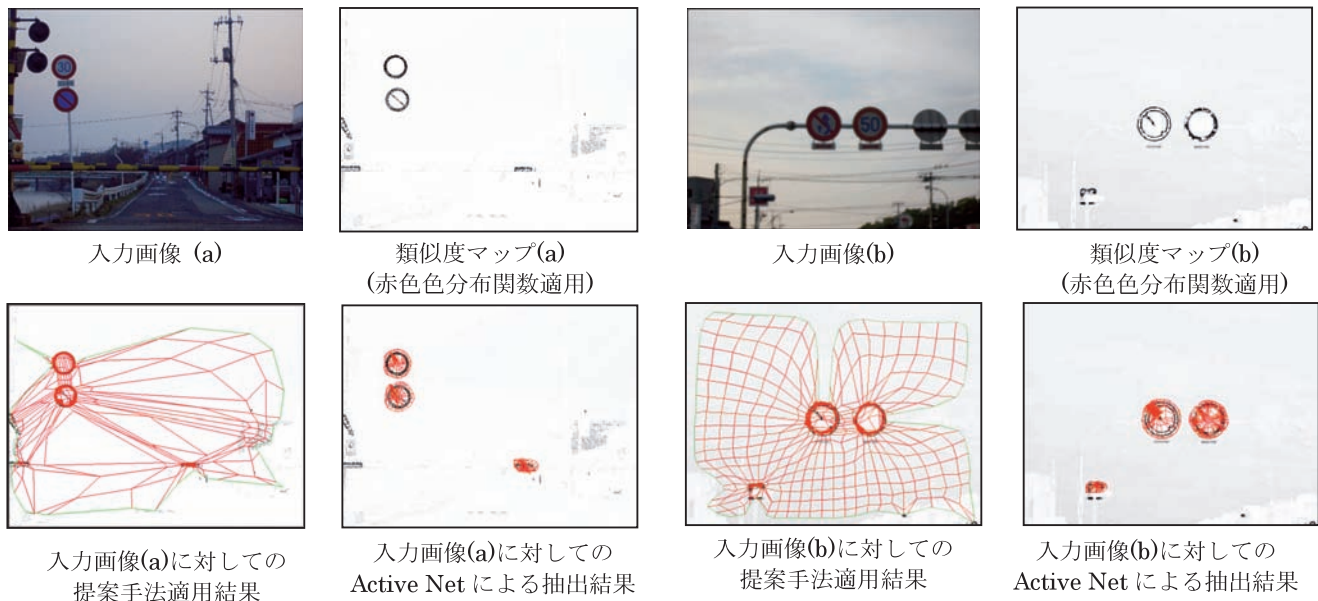 30
50
入力画像 (a)
類似度マップ(a)
(赤色色分布関数適用)
入力画像(b)
類似度マップ(b)
(赤色色分布関数適用)
入力画像(a)に対しての
提案手法適用結果
入力画像(a)に対しての
Active Net による抽出結果
入力画像(b)に対しての
提案手法適用結果
入力画像(b)に対しての
Active Net による抽出結果